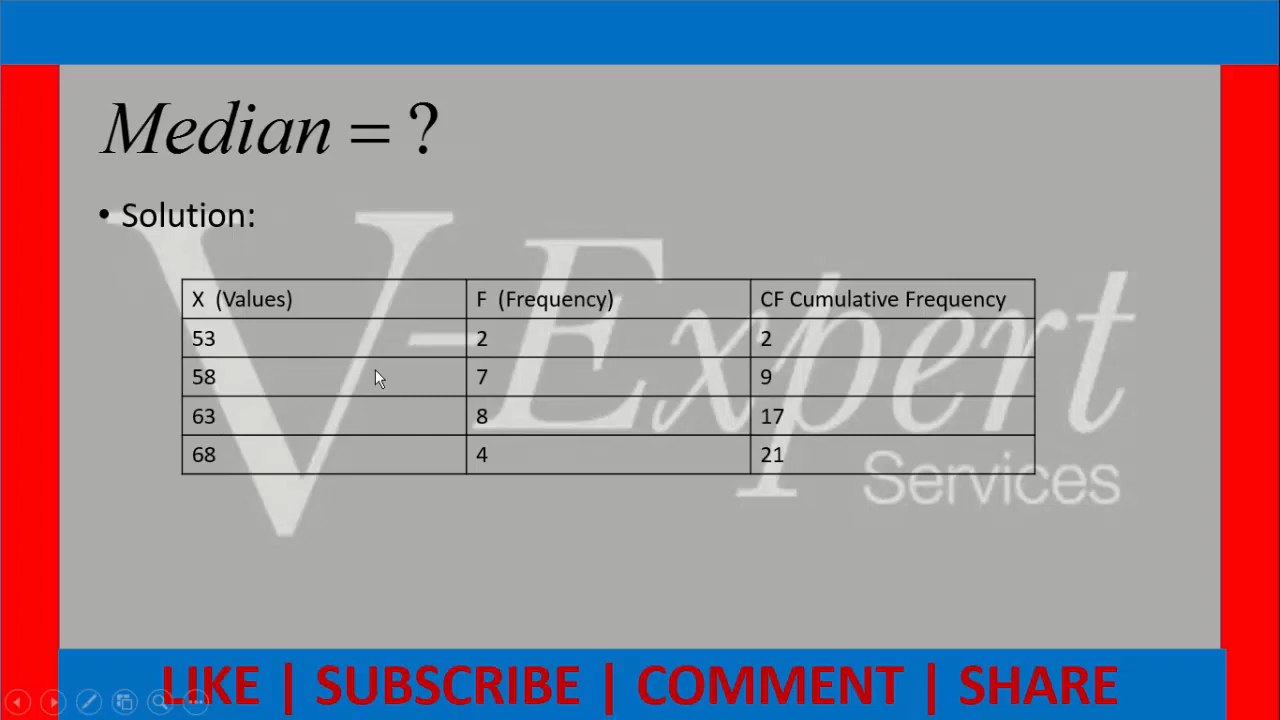 Median = ?
• Solution:
X (Values) F (Frequency) CF Cumulative Frequency
53 2 2
58 7 9
63 8 17
68 4 21
V-Expert
Services
LIKE | SUBSCRIBE | COMMENT | SHARE